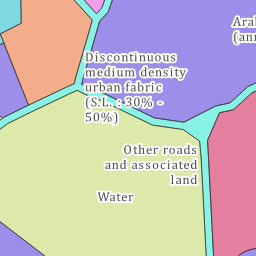 Discontinuous
medium density
urban fabric
(S.L. : 30% -
50%)
Other roads
and associated
land
Water